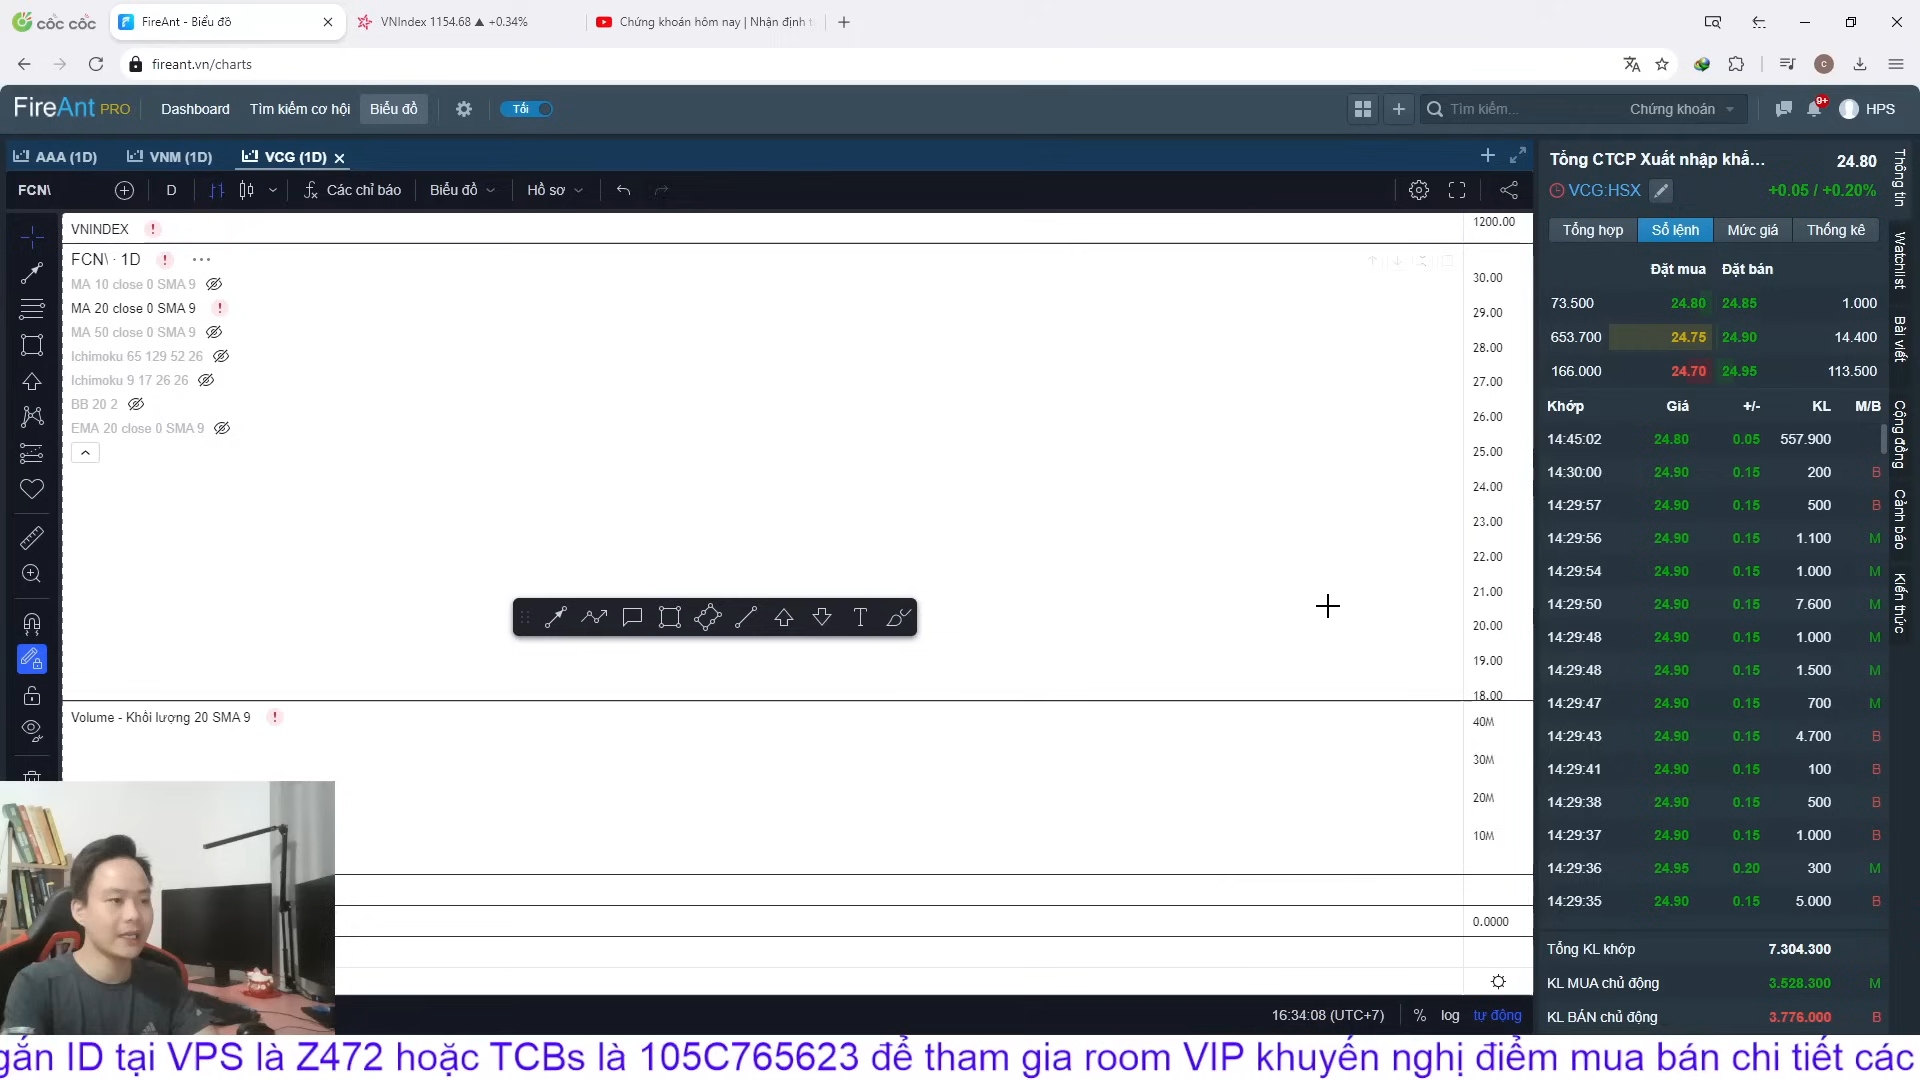 cốc cốc
FireAnt - Biểu đồ
VNIndex 1154.68 ▲ +0.34%
Chứng khoán hôm nay | Nhận định
fireant.vn/charts
FireAnt PRO
Dashboard
Tìm kiếm cơ hội
Biểu đồ
Tối
Tìm kiếm...
Chứng khoán
9+
HPS
AAA (1D)
VNM (1D)
VCG (1D)
FCN\
D
Các chỉ báo
Biểu đồ
Hồ sơ
VNINDEX
FCN\ · 1D
MA 10 close 0 SMA 9
MA 20 close 0 SMA 9
MA 50 close 0 SMA 9
Ichimoku 65 129 52 26
Ichimoku 9 17 26 26
BB 20 2
EMA 20 close 0 SMA 9
1200.00
30.00
29.00
28.00
27.00
26.00
25.00
24.00
23.00
22.00
21.00
20.00
19.00
18.00
Volume - Khối lượng 20 SMA 9
40M
30M
20M
10M
0.0000
16:34:08 (UTC+7)
%
log
tự động
Tổng CTCP Xuất nhập khẩ...
24.80
VCG:HSX
+0.05 / +0.20%
Tổng hợp
Sổ lệnh
Mức giá
Thống kê
Đặt mua Đặt bán
73.500 24.80 24.85 1.000
653.700 24.75 24.90 14.400
166.000 24.70 24.95 113.500
Khớp Giá +/- KL M/B
14:45:02 24.80 0.05 557.900
14:30:00 24.90 0.15 200 B
14:29:57 24.90 0.15 500 B
14:29:56 24.90 0.15 1.100 M
14:29:54 24.90 0.15 1.000 M
14:29:50 24.90 0.15 7.600 M
14:29:48 24.90 0.15 1.000 M
14:29:48 24.90 0.15 1.500 M
14:29:47 24.90 0.15 700 M
14:29:43 24.90 0.15 4.700 B
14:29:41 24.90 0.15 100 B
14:29:38 24.90 0.15 500 B
14:29:37 24.90 0.15 1.000 B
14:29:36 24.95 0.20 300 M
14:29:35 24.90 0.15 5.000 B
Tổng KL khớp 7.304.300
KL MUA chủ động 3.528.300 M
KL BÁN chủ động 3.776.000 B
Thông tin
Watchlist
Bài viết
Cộng đồng
Cảnh báo
Kiến thức
gắn ID tại VPS là Z472 hoặc TCBs là 105C765623 để tham gia room VIP khuyến nghị điểm mua bán chi tiết các